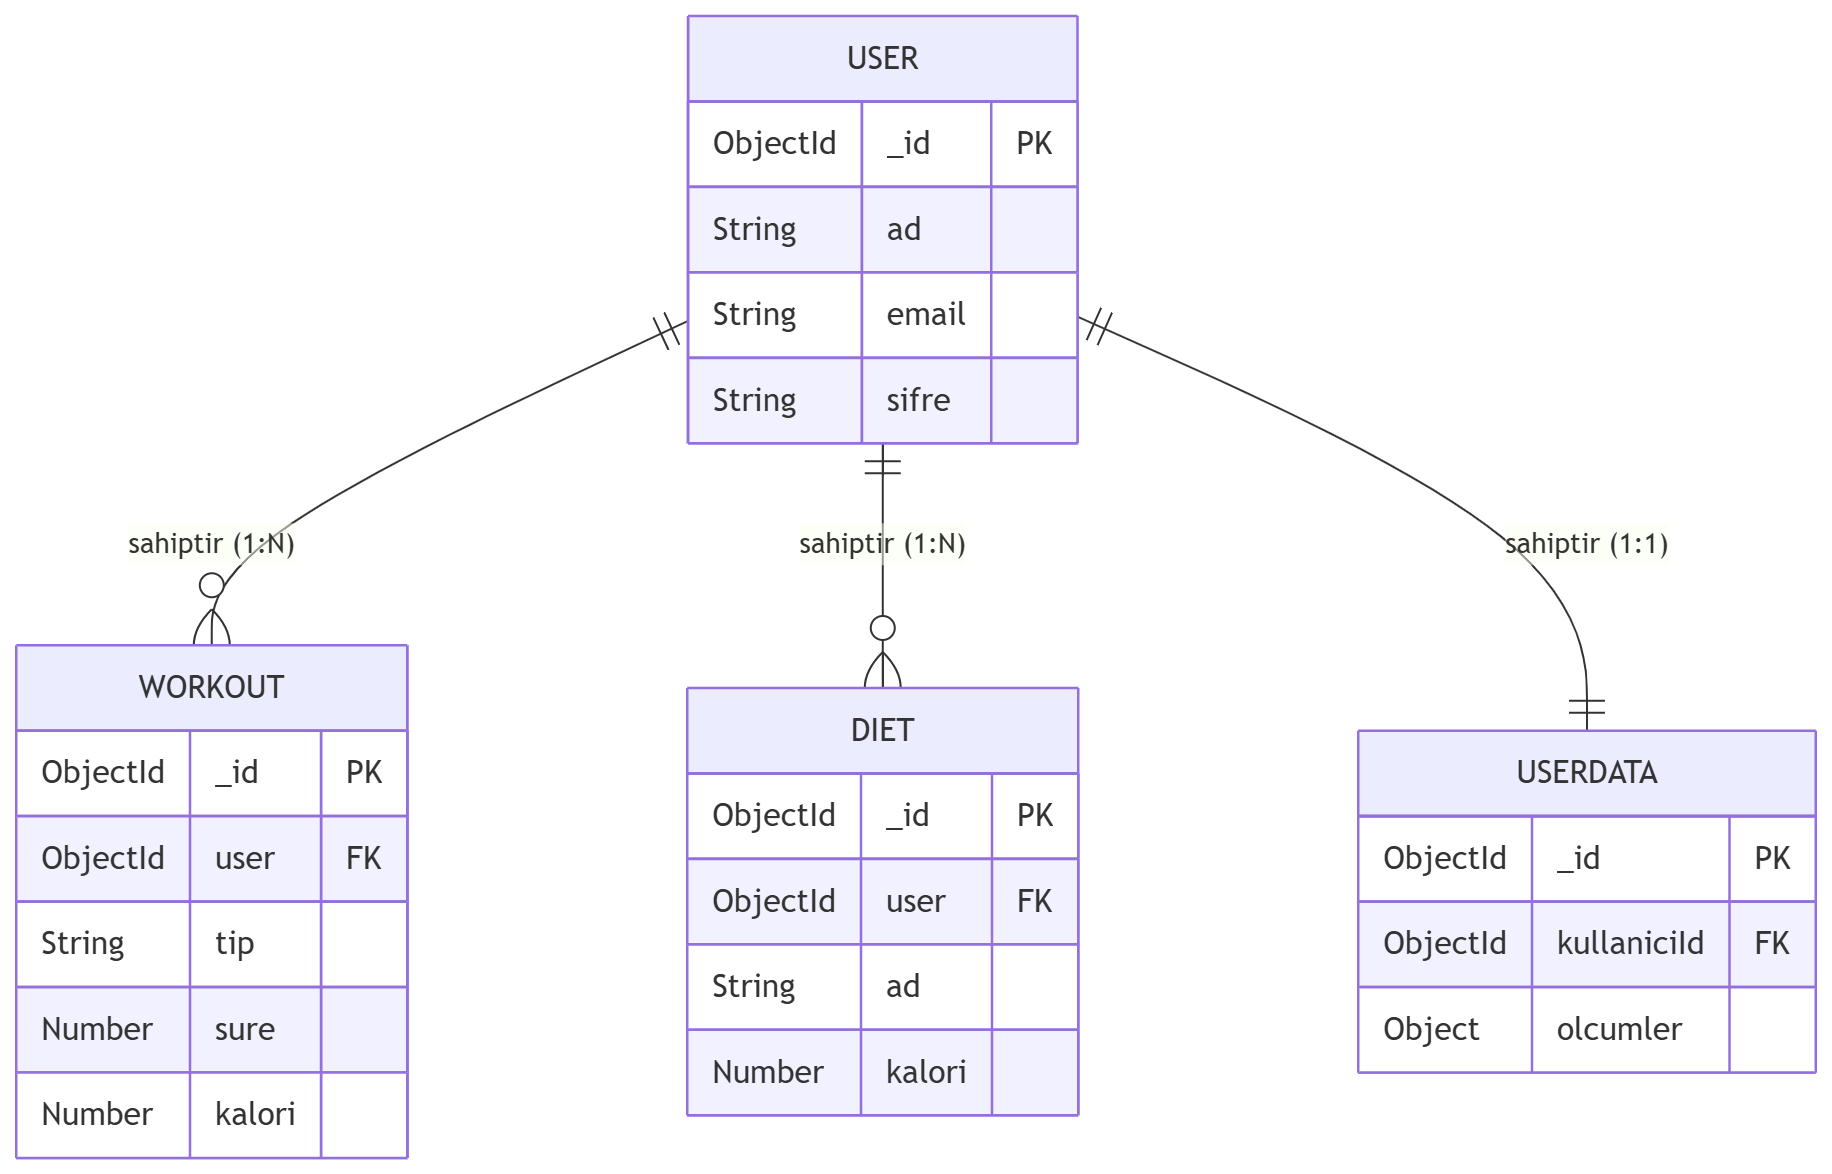 USER
ObjectId _id PK
String ad
String email
String sifre
sahiptir (1:N)
sahiptir (1:N)
sahiptir (1:1)
WORKOUT
ObjectId _id PK
ObjectId user FK
String tip
Number sure
Number kalori
DIET
ObjectId _id PK
ObjectId user FK
String ad
Number kalori
USERDATA
ObjectId _id PK
ObjectId kullaniciId FK
Object olcumler